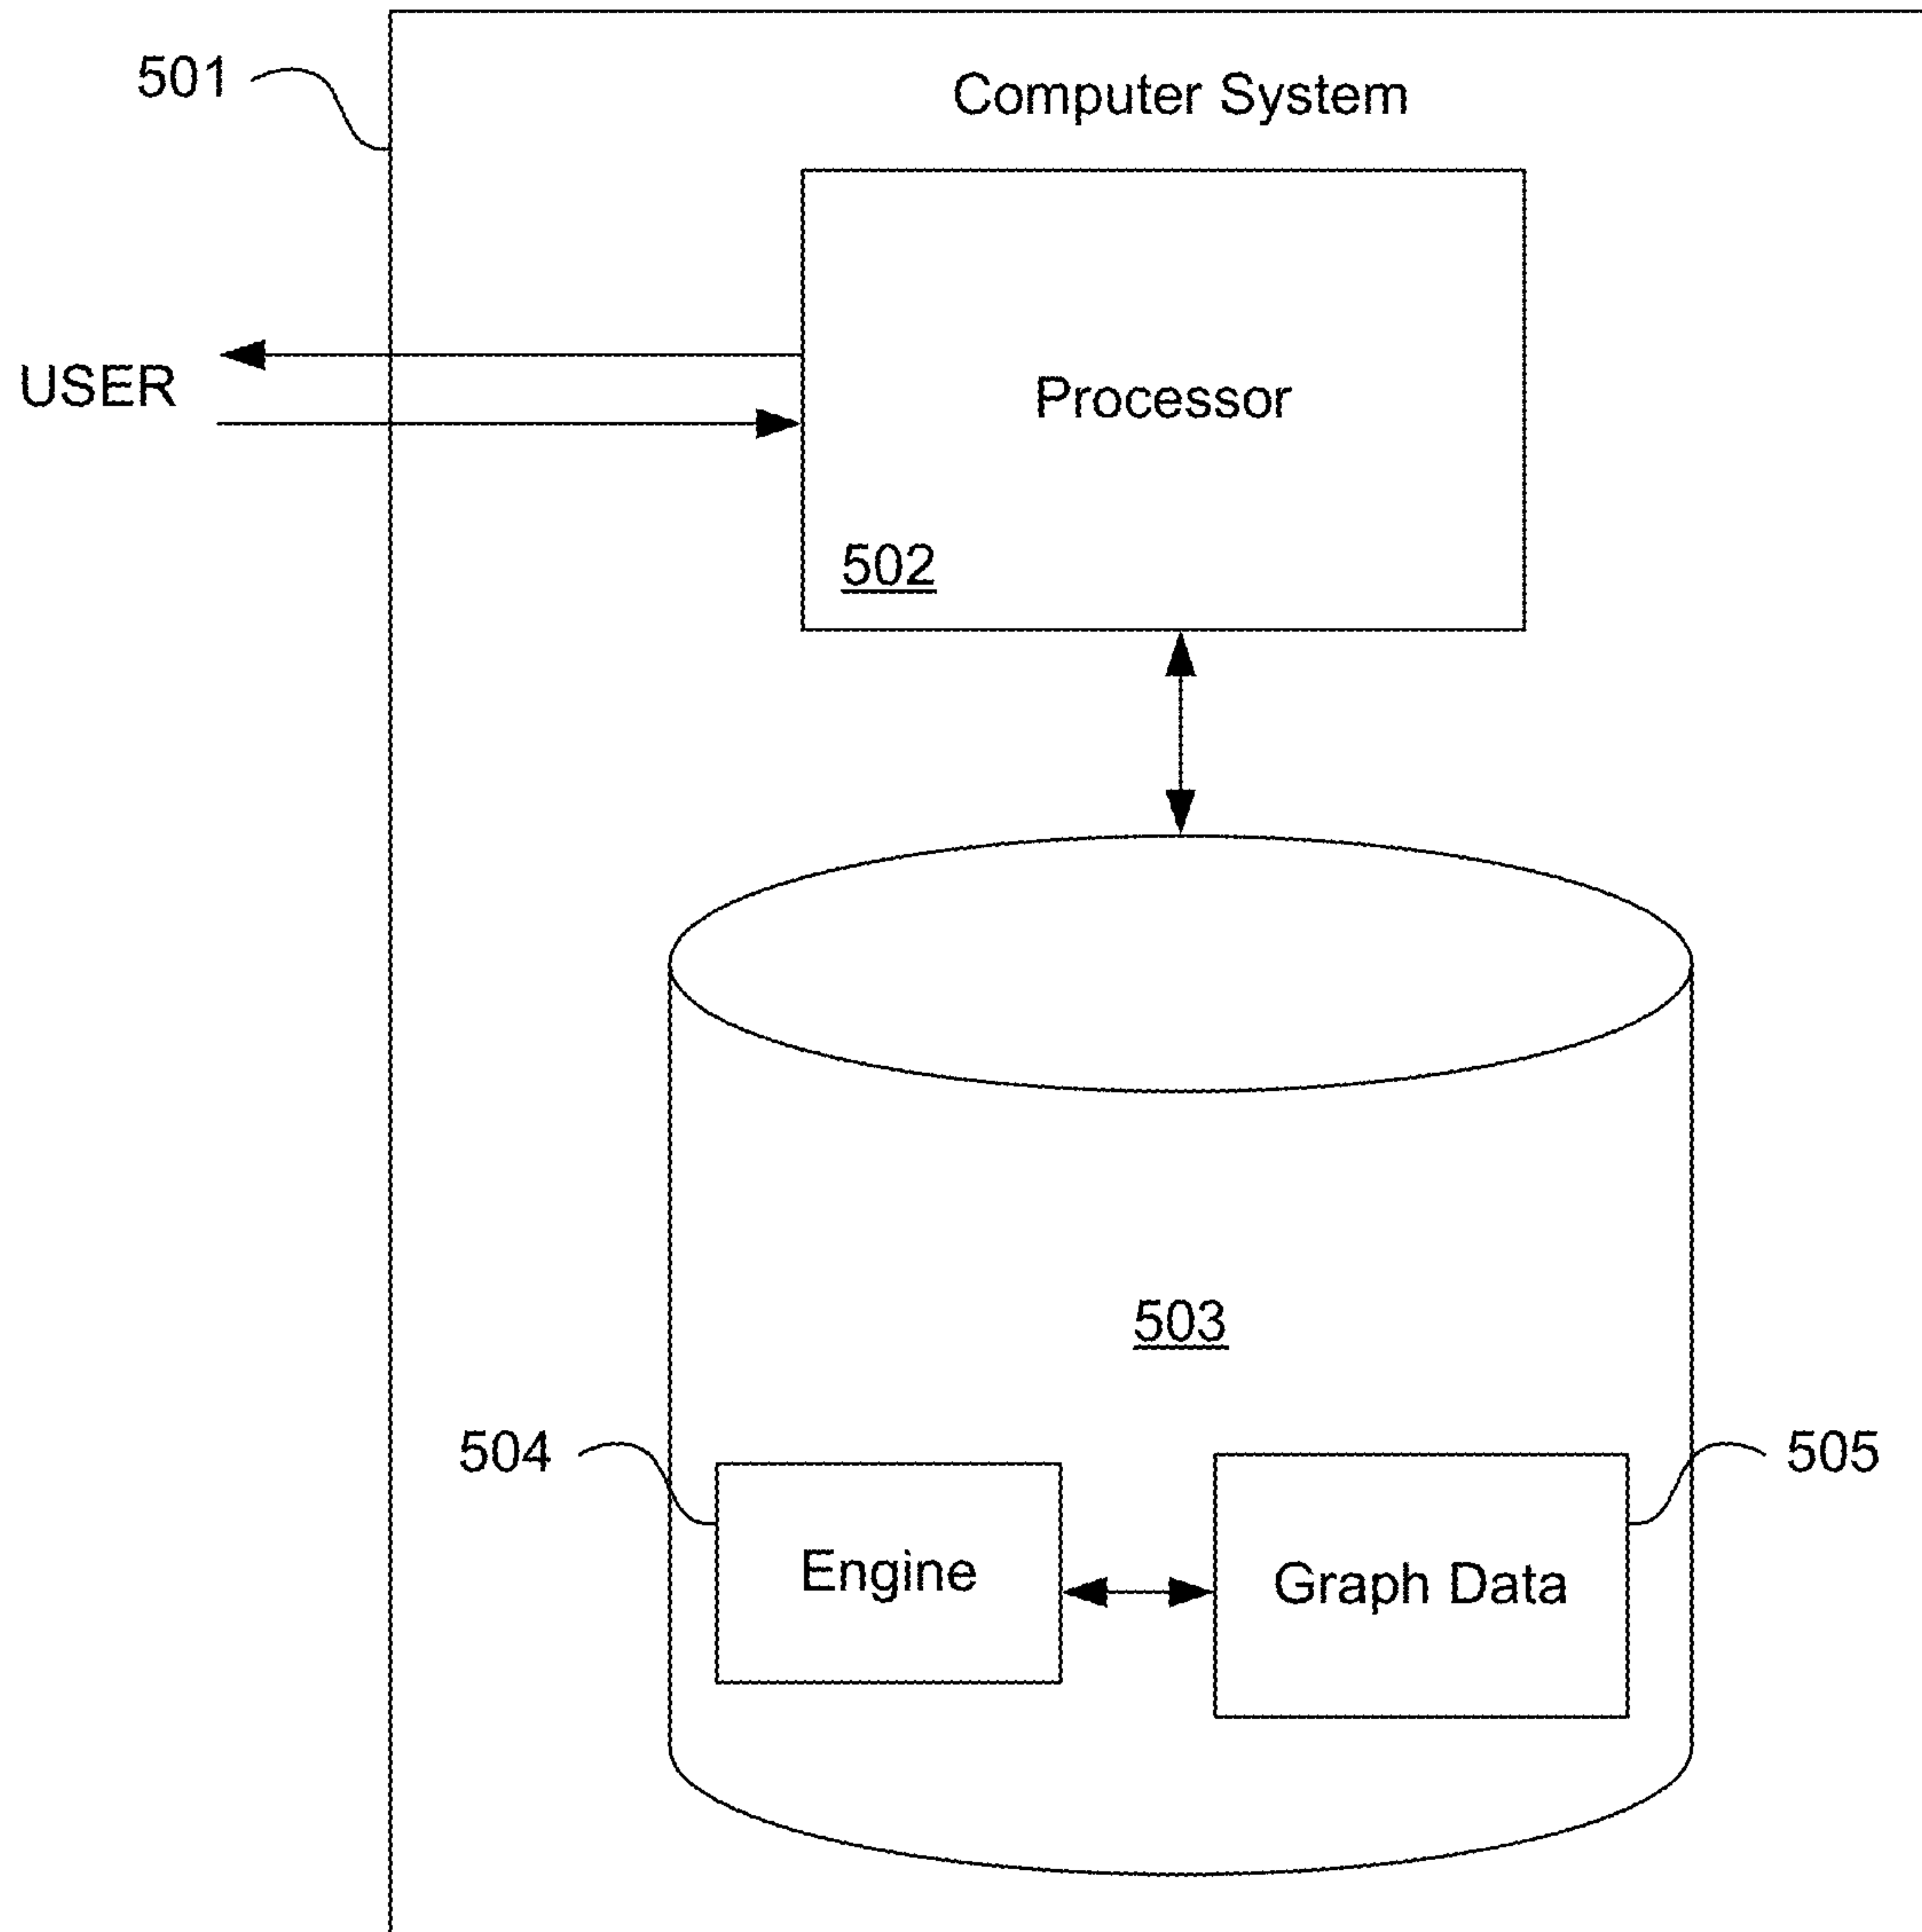 501
Computer System
USER
Processor
502
503
504
505
Engine
Graph Data